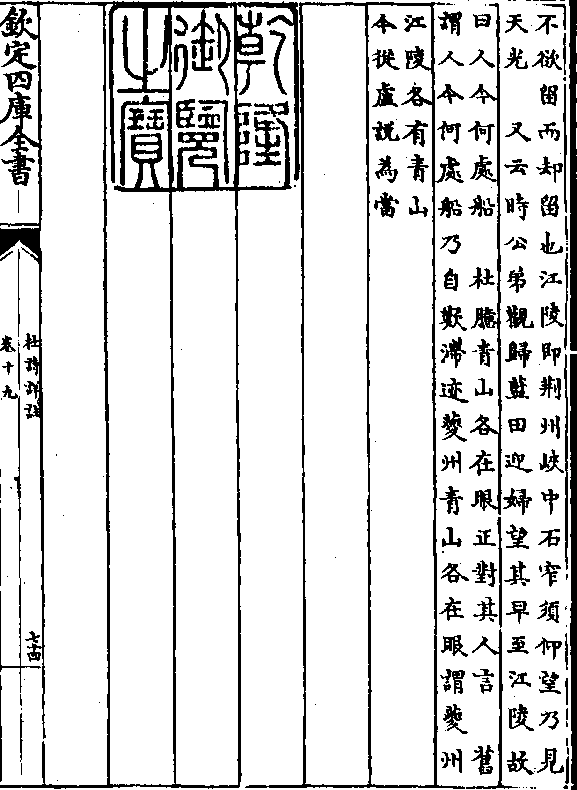 不欲留而却留也江陵即荆州峽中石窄須仰望乃見
天光　又云時公弟觀歸藍田迎婦望其早至江陵故
曰人今何處船　杜臆青山各在眼正對其人言　舊
謂人今何處船乃自歎滯迹夔州青山各在眼謂夔州
江陵各有青山
今從盧説為當
乾隆
御覽
之寶
欽定四庫全書
杜詩詳註
卷十九
七十四